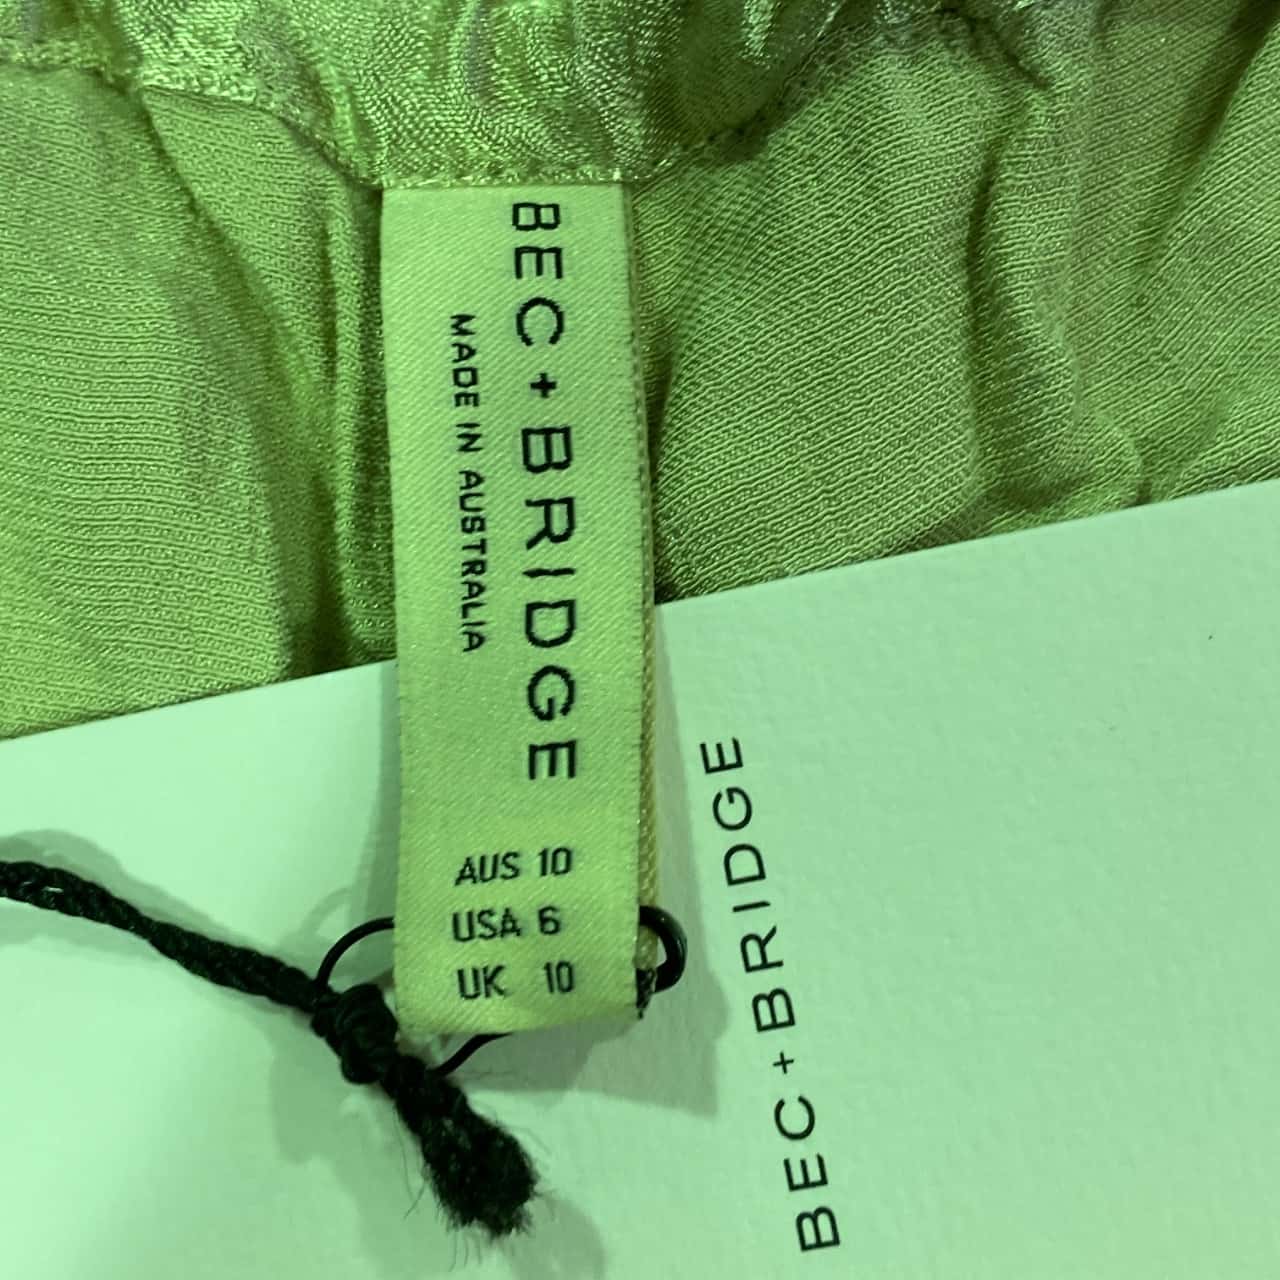 BEC + BRIDGE
MADE IN AUSTRALIA
AUS 10
USA 6
UK 10
BEC + BRIDGE